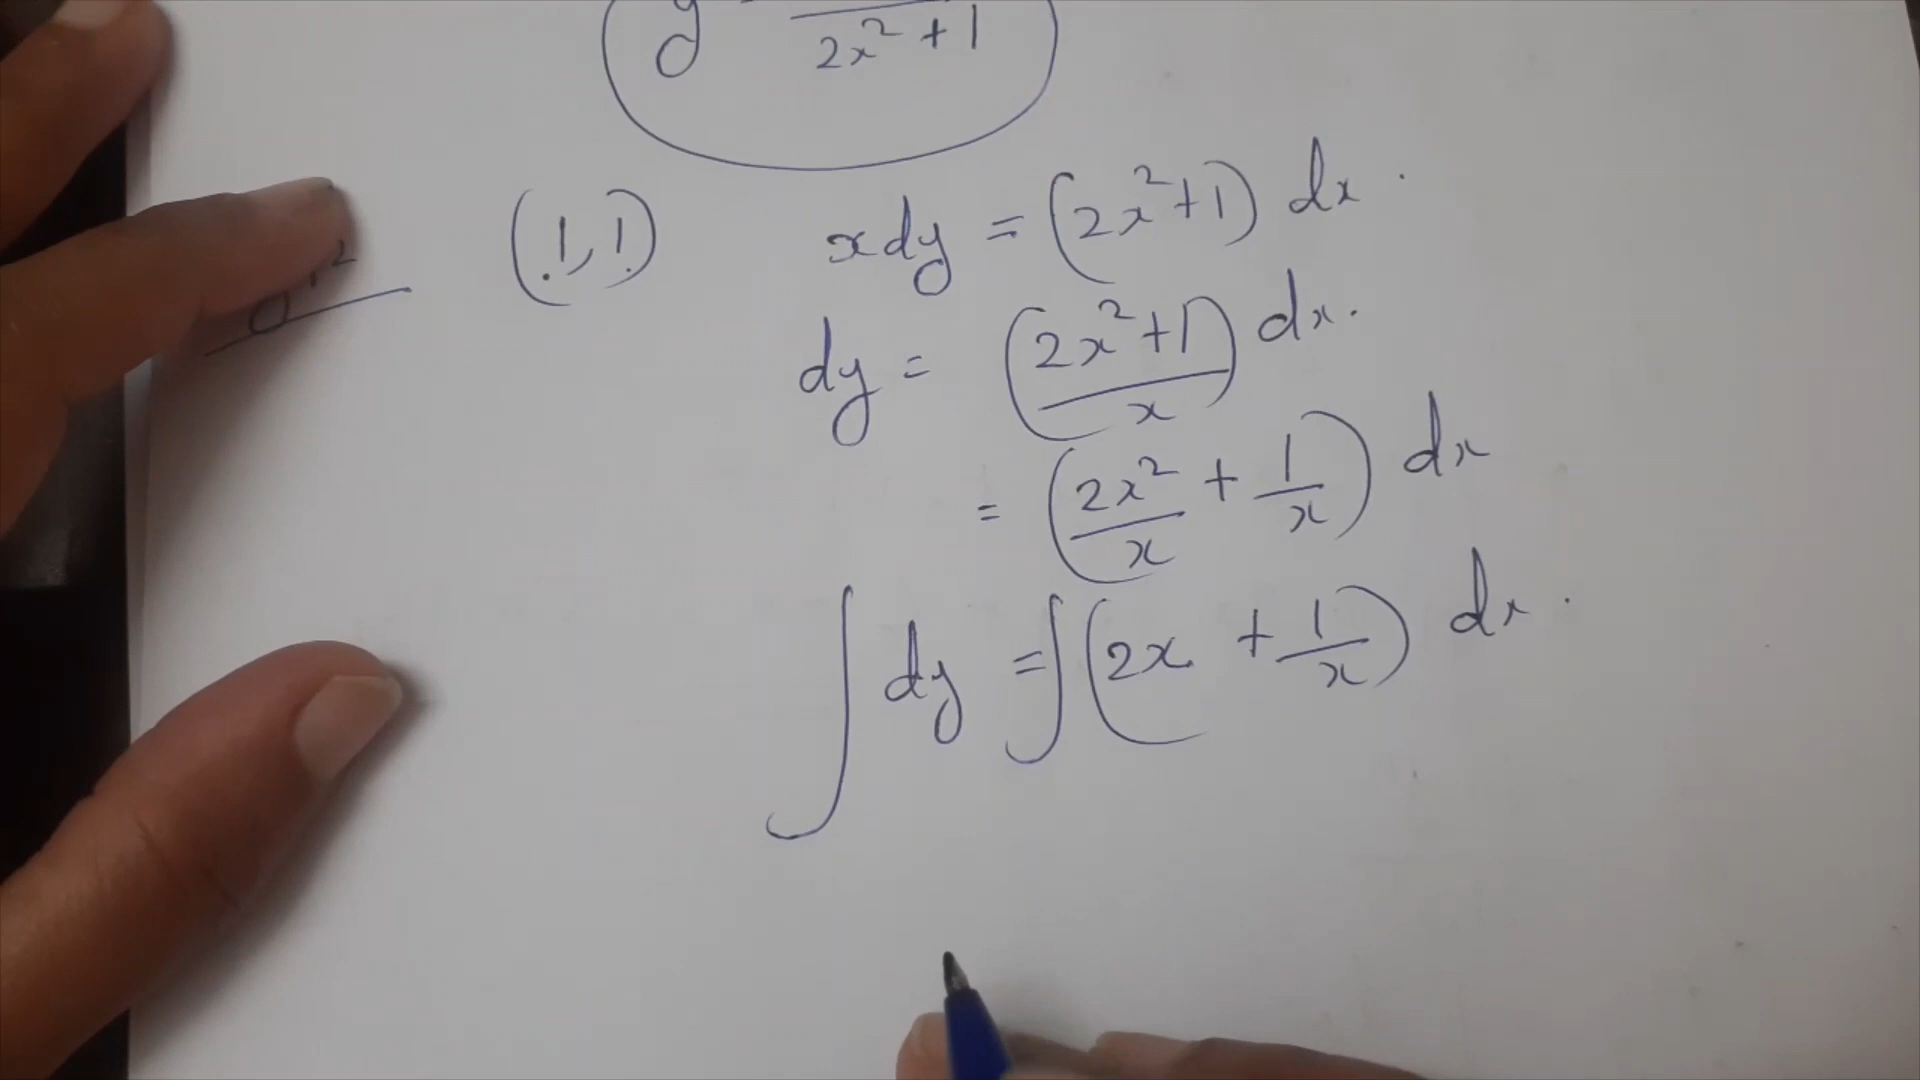 y
2x² + 1
(1,1) x dy = (2x²+1) dx.
dy = (2x²+1)/x dx.
= (2x²/x + 1/x) dx
∫ dy = ∫ (2x + 1/x) dx.